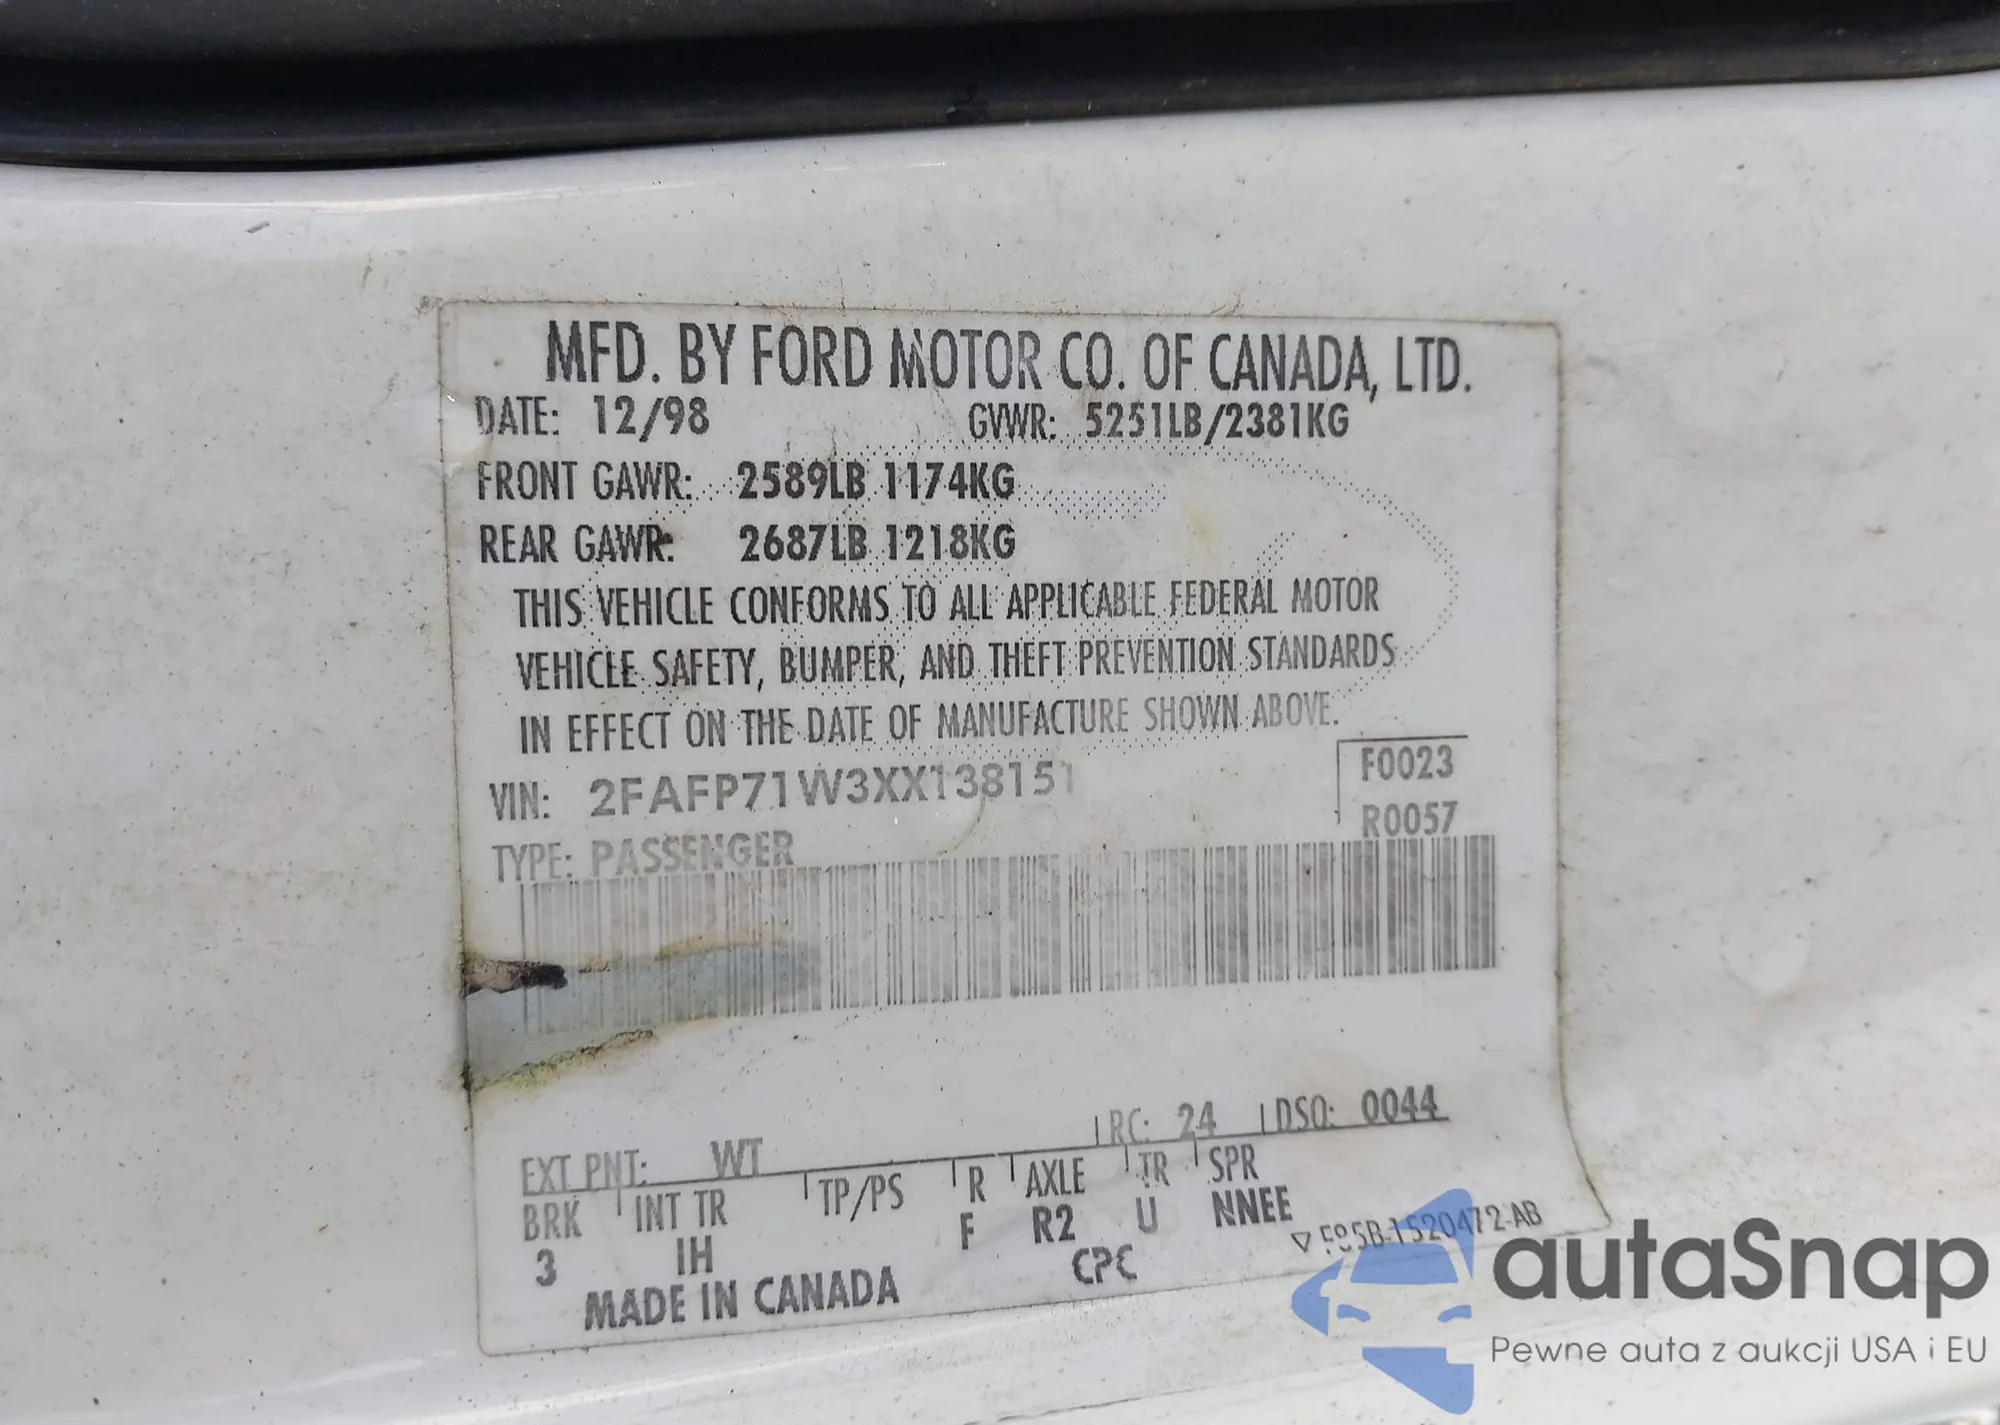 MFD. BY FORD MOTOR CO. OF CANADA, LTD.
DATE: 12/98 GVWR: 5251LB/2381KG
FRONT GAWR: 2589LB 1174KG
REAR GAWR: 2687LB 1218KG
THIS VEHICLE CONFORMS TO ALL APPLICABLE FEDERAL MOTOR
VEHICLE SAFETY, BUMPER, AND THEFT PREVENTION STANDARDS
IN EFFECT ON THE DATE OF MANUFACTURE SHOWN ABOVE.
VIN: 2FAFP71W3XX138151 F0023
TYPE: PASSENGER R0057
EXT PNT: WT RC: 24 DSO: 0044
BRK INT TR TP/PS R AXLE TR SPR
3 IH F R2 U NNEE
MADE IN CANADA CPC
autoSnap
Pewne auta z aukcji USA i EU